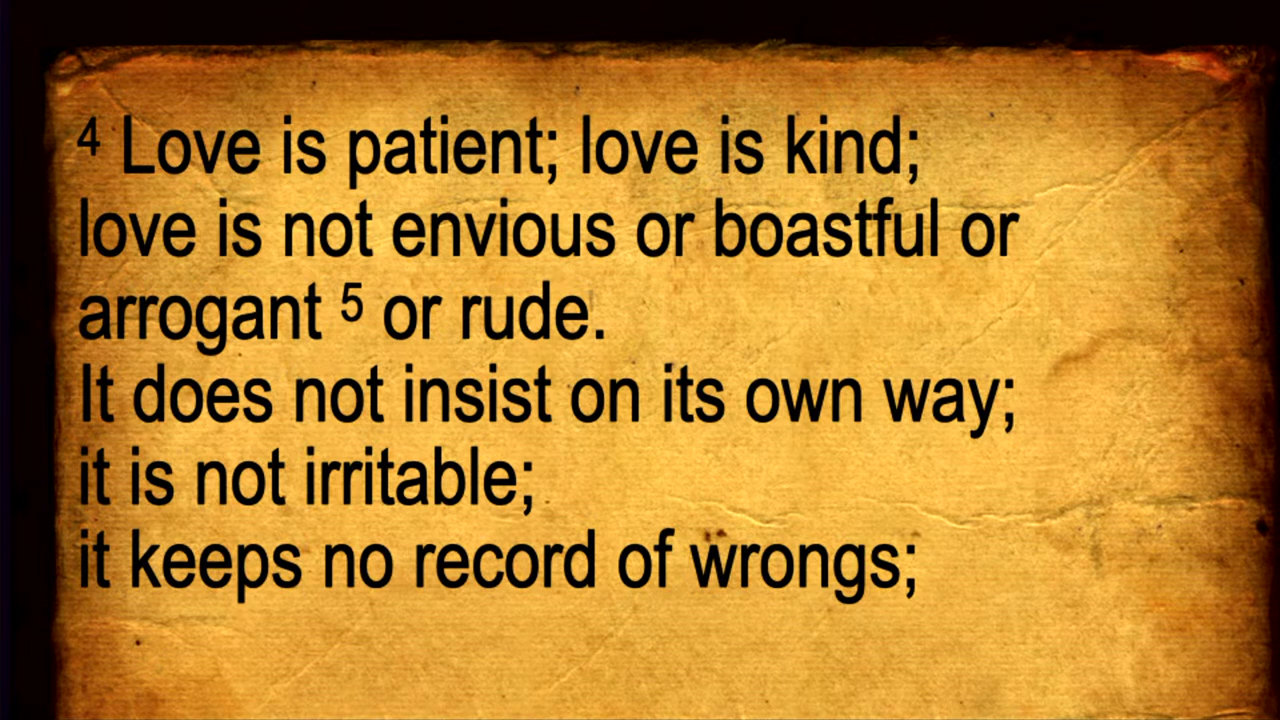 ⁴ Love is patient; love is kind;
love is not envious or boastful or
arrogant ⁵ or rude.
It does not insist on its own way;
it is not irritable;
it keeps no record of wrongs;